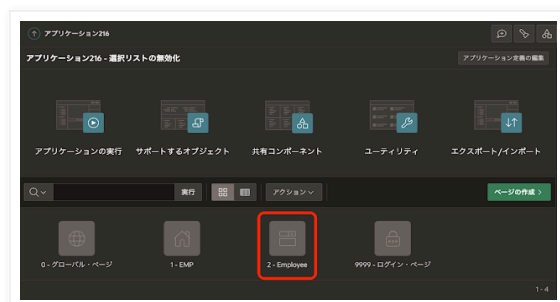 アプリケーション216
アプリケーション216 - 選択リストの無効化
アプリケーション定義の編集
アプリケーションの実行
サポートするオブジェクト
共有コンポーネント
ユーティリティ
エクスポート/インポート
実行
アクション
ページの作成 >
0 - グローバル・ページ
1 - EMP
2 - Employee
9999 - ログイン・ページ
1 - 4